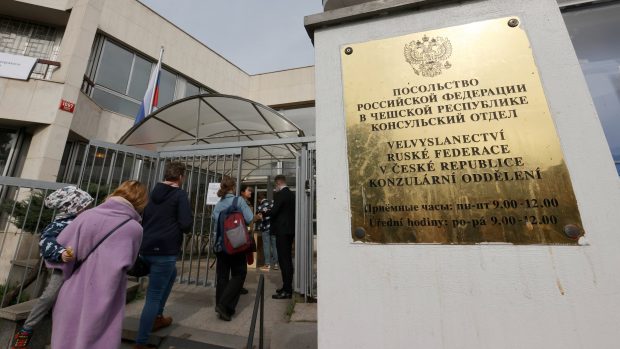 ПОСОЛЬСТВО
РОССИЙСКОЙ ФЕДЕРАЦИИ
В ЧЕШСКОЙ РЕСПУБЛИКЕ
КОНСУЛЬСКИЙ ОТДЕЛ
VELVYSLANECTVÍ
RUSKÉ FEDERACE
V ČESKÉ REPUBLICE
KONZULÁRNÍ ODDĚLENÍ
Приёмные часы: пн-пт 9.00-12.00
Úřední hodiny: po-pá 9.00-12.00